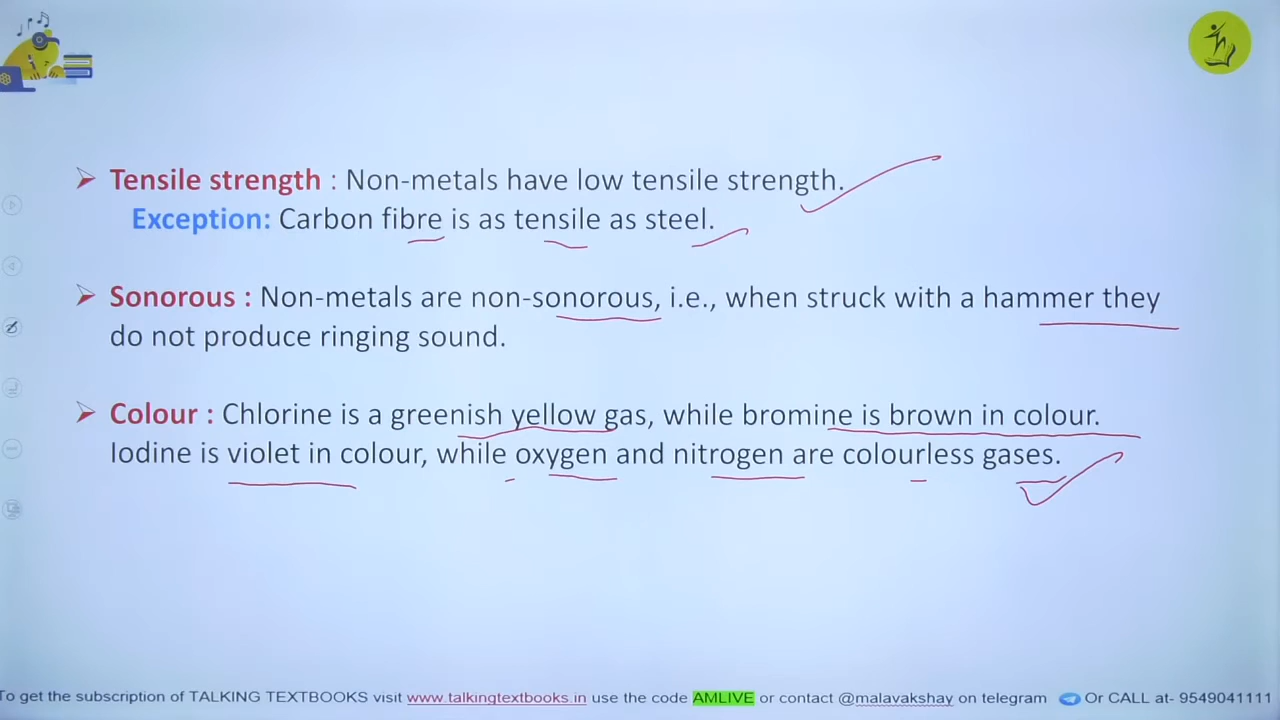 Tensile strength : Non-metals have low tensile strength.
Exception: Carbon fibre is as tensile as steel.
Sonorous : Non-metals are non-sonorous, i.e., when struck with a hammer they
do not produce ringing sound.
Colour : Chlorine is a greenish yellow gas, while bromine is brown in colour.
Iodine is violet in colour, while oxygen and nitrogen are colourless gases.
To get the subscription of TALKING TEXTBOOKS visit www.talkingtextbooks.in use the code AMLIVE or contact @malavakshay on telegram Or CALL at- 9549041111